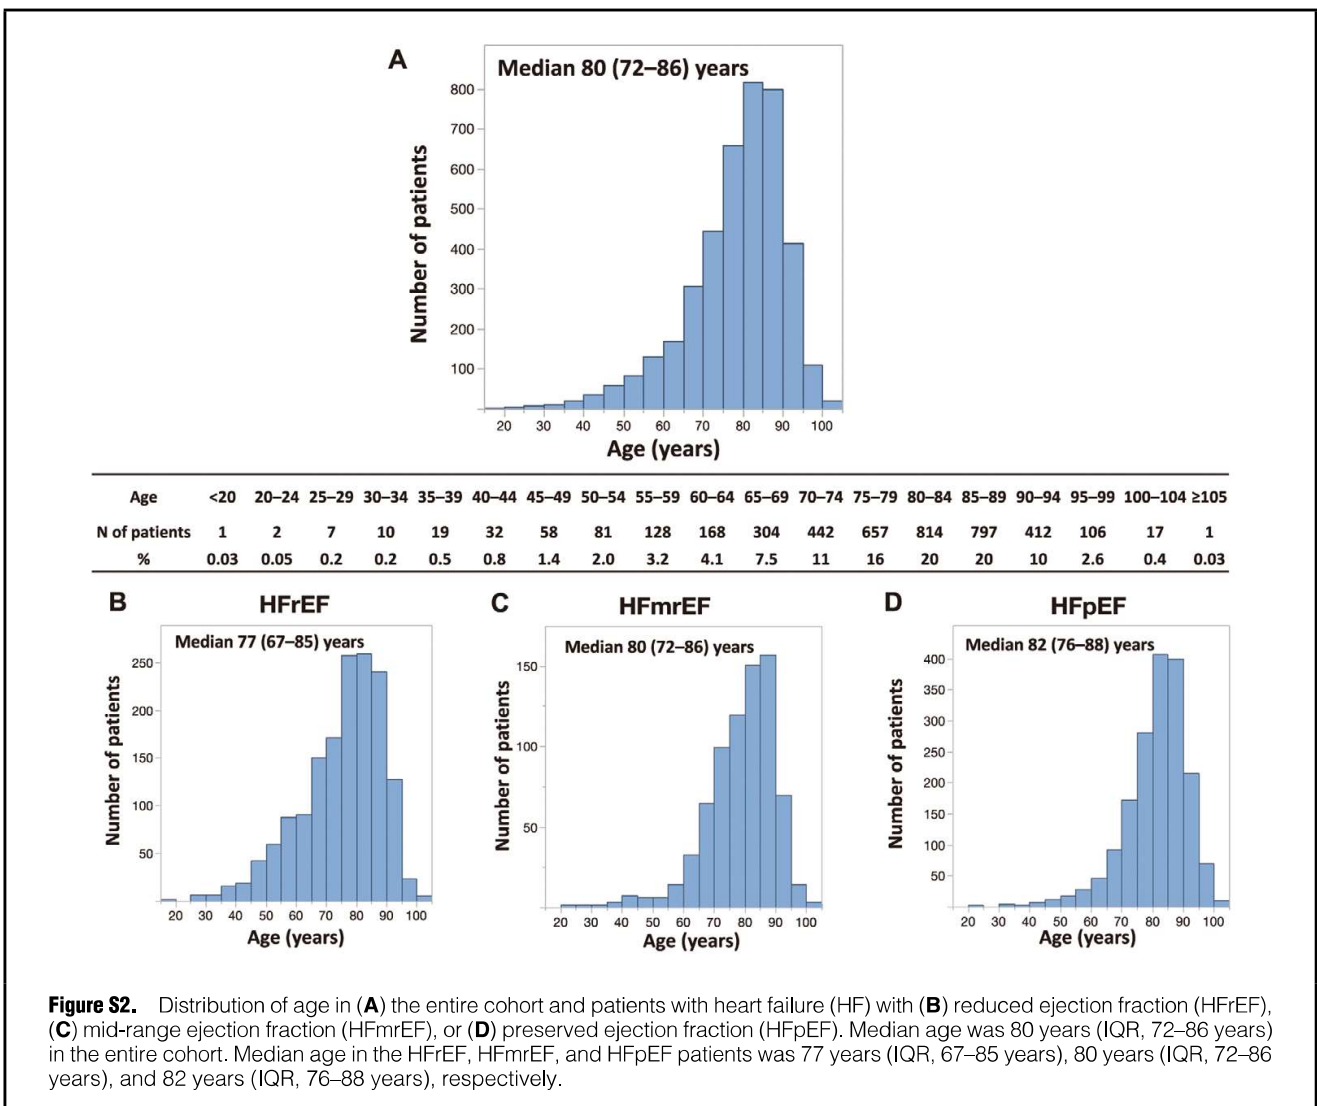 A
Median 80 (72–86) years
Number of patients
800
700
600
500
400
300
200
100
20 30 40 50 60 70 80 90 100
Age (years)
Age <20 20–24 25–29 30–34 35–39 40–44 45–49 50–54 55–59 60–64 65–69 70–74 75–79 80–84 85–89 90–94 95–99 100–104 ≥105
N of patients 1 2 7 10 19 32 58 81 128 168 304 442 657 814 797 412 106 17 1
% 0.03 0.05 0.2 0.2 0.5 0.8 1.4 2.0 3.2 4.1 7.5 11 16 20 20 10 2.6 0.4 0.03
B
HFrEF
Median 77 (67–85) years
Number of patients
250
200
150
100
50
20 30 40 50 60 70 80 90 100
Age (years)
C
HFmrEF
Median 80 (72–86) years
Number of patients
150
100
50
20 30 40 50 60 70 80 90 100
Age (years)
D
HFpEF
Median 82 (76–88) years
Number of patients
400
350
300
250
200
150
100
50
20 30 40 50 60 70 80 90 100
Age (years)
Figure S2. Distribution of age in (A) the entire cohort and patients with heart failure (HF) with (B) reduced ejection fraction (HFrEF),
(C) mid-range ejection fraction (HFmrEF), or (D) preserved ejection fraction (HFpEF). Median age was 80 years (IQR, 72–86 years)
in the entire cohort. Median age in the HFrEF, HFmrEF, and HFpEF patients was 77 years (IQR, 67–85 years), 80 years (IQR, 72–86
years), and 82 years (IQR, 76–88 years), respectively.